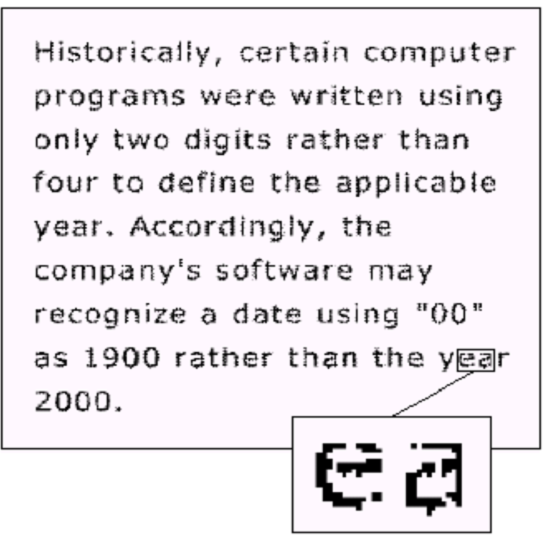 Historically, certain computer
programs were written using
only two digits rather than
four to define the applicable
year. Accordingly, the
company's software may
recognize a date using "00"
as 1900 rather than the year
2000.
ea